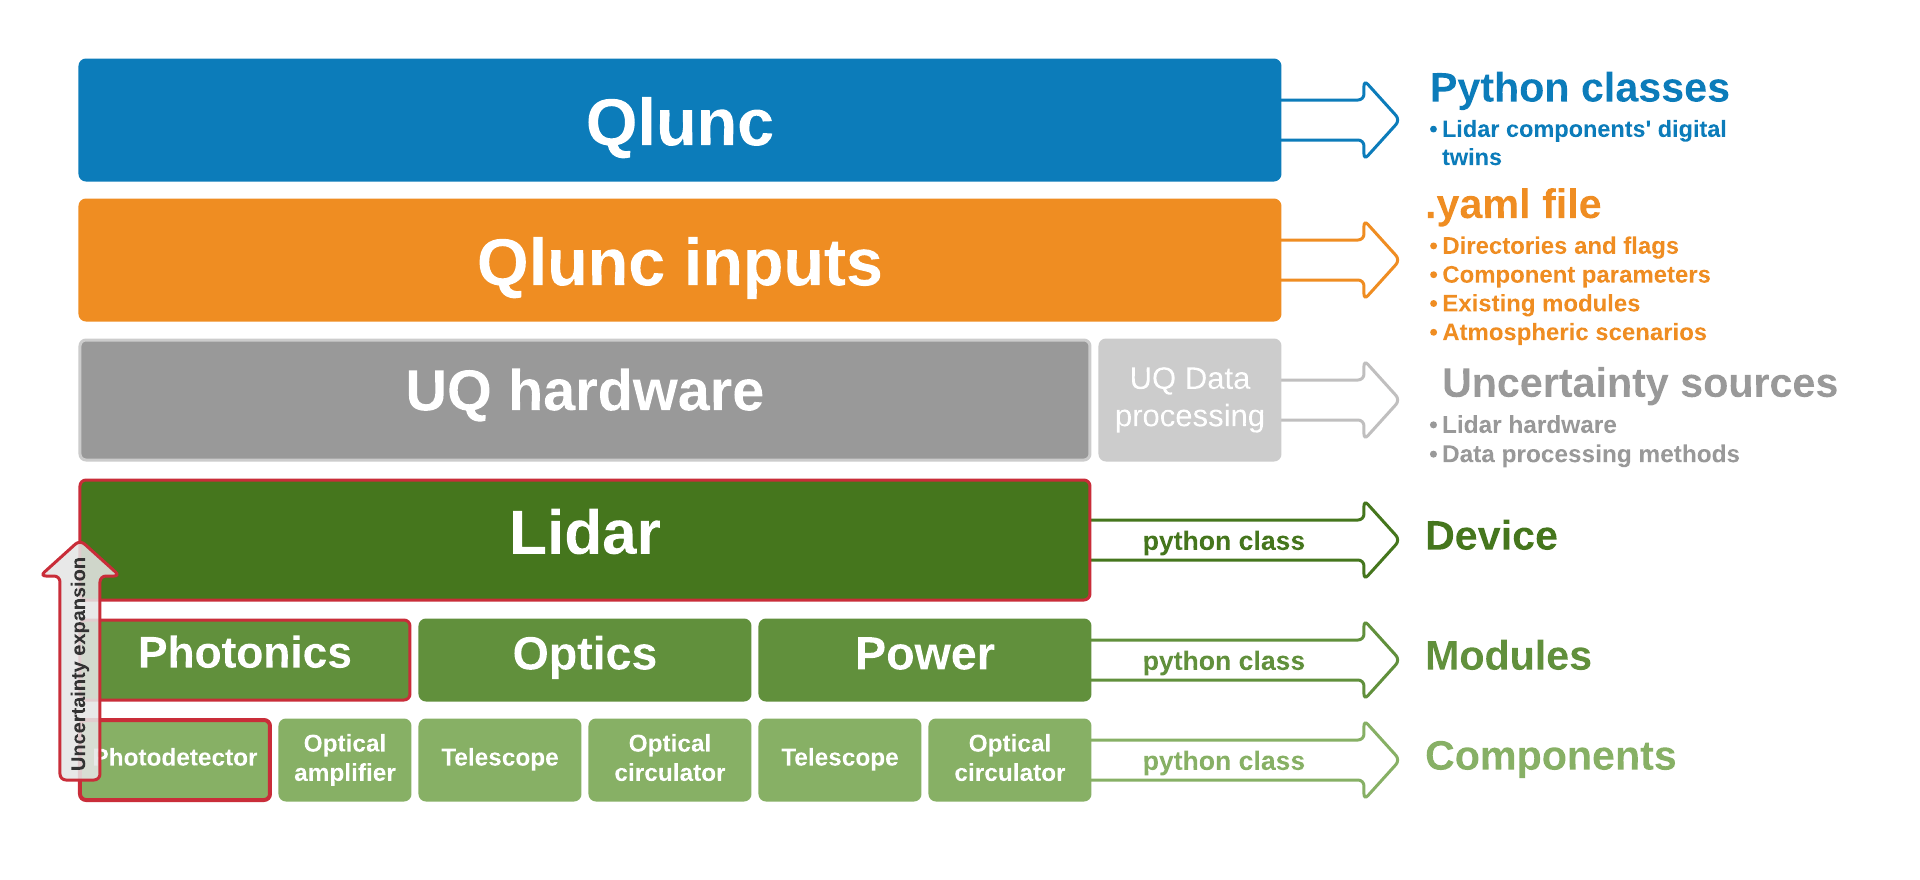 Qlunc
Python classes
• Lidar components' digital
twins
Qlunc inputs
.yaml file
• Directories and flags
• Component parameters
• Existing modules
• Atmospheric scenarios
UQ hardware
UQ Data
processing
Uncertainty sources
• Lidar hardware
• Data processing methods
Lidar
python class
Device
Uncertainty expansion
Photonics
Optics
Power
python class
Modules
Photodetector
Optical
amplifier
Telescope
Optical
circulator
Telescope
Optical
circulator
python class
Components